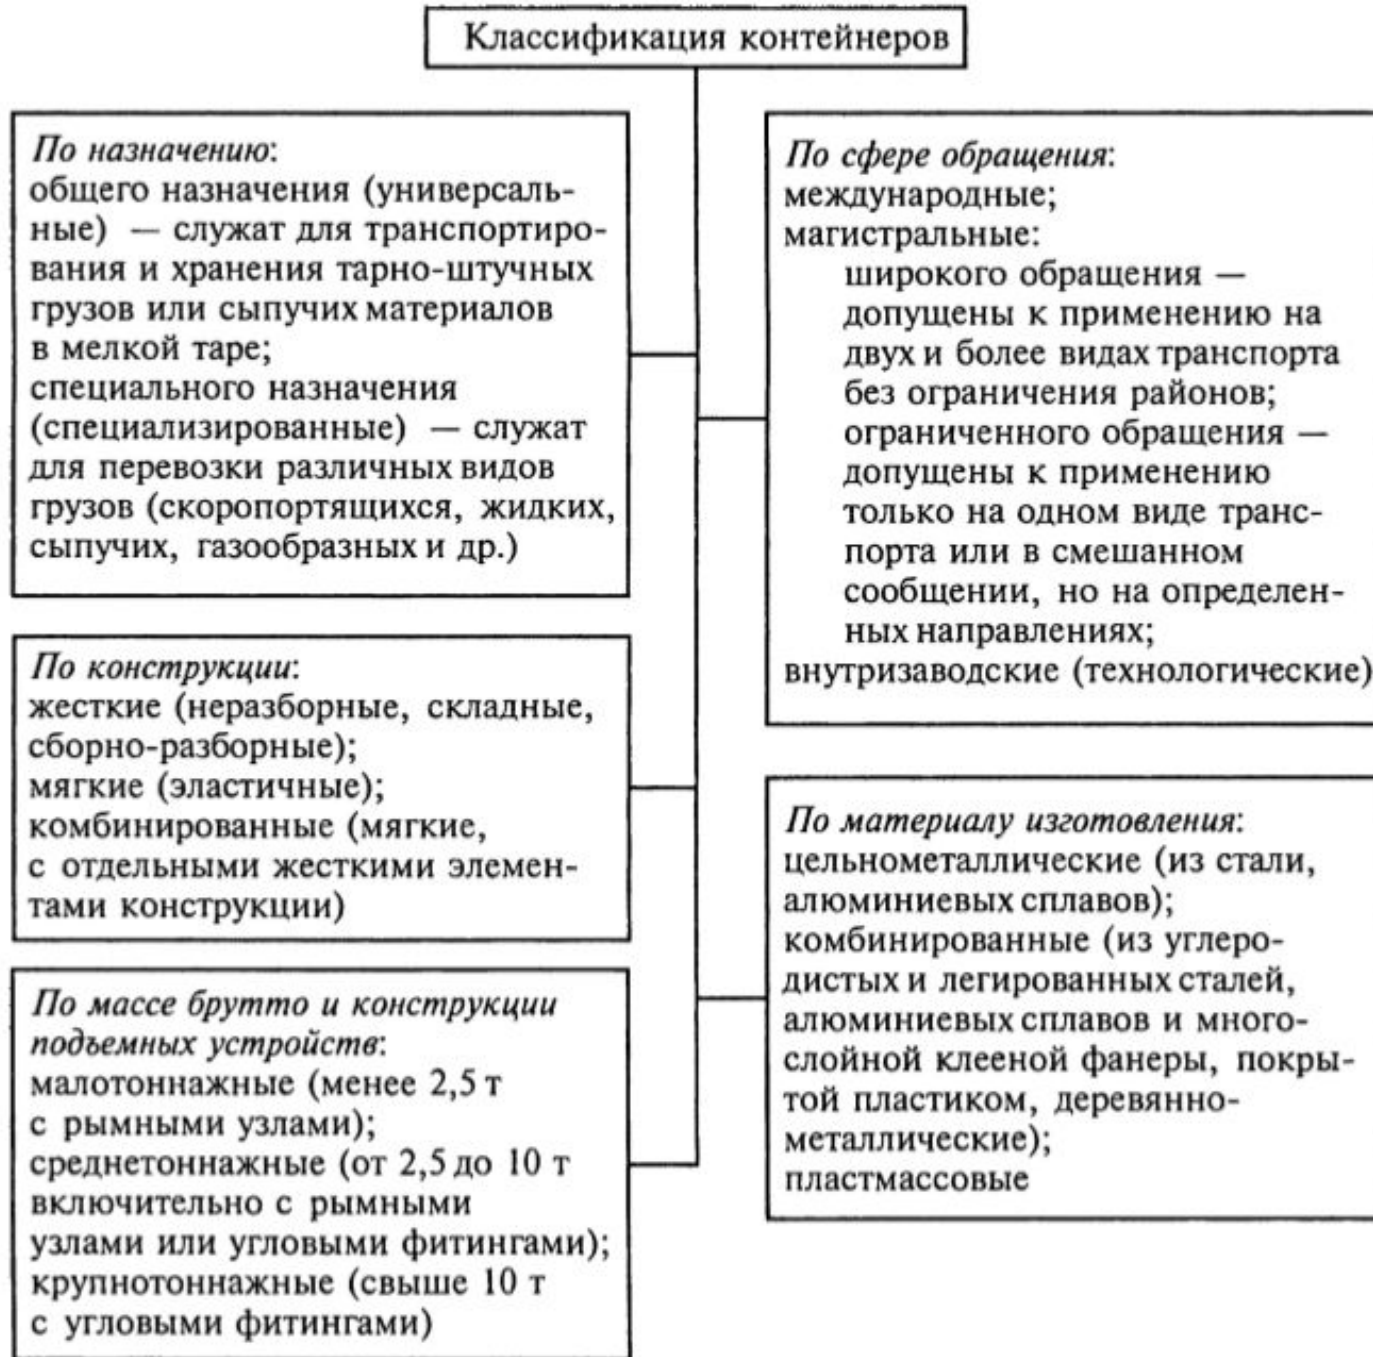 Классификация контейнеров
По назначению:
общего назначения (универсаль-
ные) — служат для транспортиро-
вания и хранения тарно-штучных
грузов или сыпучих материалов
в мелкой таре;
специального назначения
(специализированные) — служат
для перевозки различных видов
грузов (скоропортящихся, жидких,
сыпучих, газообразных и др.)
По конструкции:
жесткие (неразборные, складные,
сборно-разборные);
мягкие (эластичные);
комбинированные (мягкие,
с отдельными жесткими элемен-
тами конструкции)
По массе брутто и конструкции
подъемных устройств:
малотоннажные (менее 2,5 т
с рымными узлами);
среднетоннажные (от 2,5 до 10 т
включительно с рымными
узлами или угловыми фитингами);
крупнотоннажные (свыше 10 т
с угловыми фитингами)
По сфере обращения:
международные;
магистральные:
широкого обращения —
допущены к применению на
двух и более видах транспорта
без ограничения районов;
ограниченного обращения —
допущены к применению
только на одном виде транс-
порта или в смешанном
сообщении, но на определен-
ных направлениях;
внутризаводские (технологические)
По материалу изготовления:
цельнометаллические (из стали,
алюминиевых сплавов);
комбинированные (из углеро-
дистых и легированных сталей,
алюминиевых сплавов и много-
слойной клееной фанеры, покры-
той пластиком, деревянно-
металлические);
пластмассовые